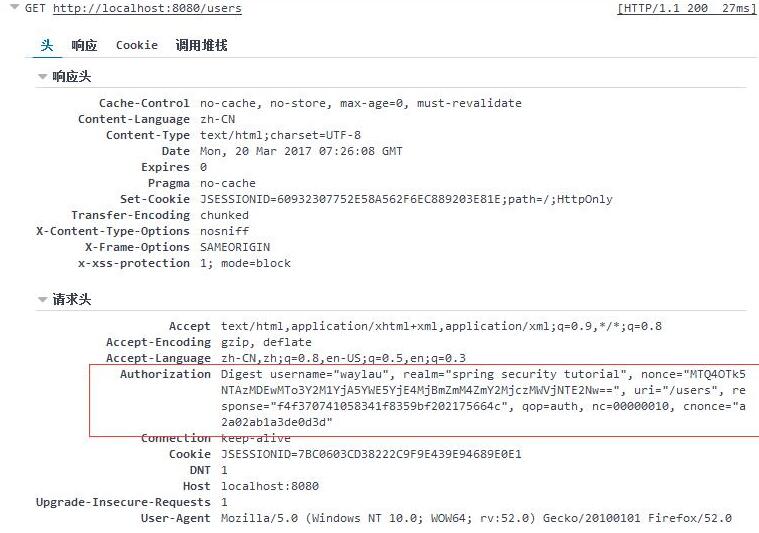 GET http://localhost:8080/users [HTTP/1.1 200 27ms]
头 响应 Cookie 调用堆栈
响应头
Cache-Control no-cache, no-store, max-age=0, must-revalidate
Content-Language zh-CN
Content-Type text/html;charset=UTF-8
Date Mon, 20 Mar 2017 07:26:08 GMT
Expires 0
Pragma no-cache
Set-Cookie JSESSIONID=60932307752E58A562F6EC889203E81E;path=/;HttpOnly
Transfer-Encoding chunked
X-Content-Type-Options nosniff
X-Frame-Options SAMEORIGIN
x-xss-protection 1; mode=block
请求头
Accept text/html,application/xhtml+xml,application/xml;q=0.9,*/*;q=0.8
Accept-Encoding gzip, deflate
Accept-Language zh-CN,zh;q=0.8,en-US;q=0.5,en;q=0.3
Authorization Digest username="waylau", realm="spring security tutorial", nonce="MTQ4OTk5
NTAzMDEwMTo3Y2M1YjA5YWE5YjE4MjBmZmM4ZmY2MjczMWVjNTE2Nw==", uri="/users", re
sponse="f4f370741058341f8359bf202175664c", qop=auth, nc=00000010, cnonce="a
2a02ab1a3de0d3d"
Connection keep-alive
Cookie JSESSIONID=7BC0603CD38222C9F9E439E94689E0E1
DNT 1
Host localhost:8080
Upgrade-Insecure-Requests 1
User-Agent Mozilla/5.0 (Windows NT 10.0; WOW64; rv:52.0) Gecko/20100101 Firefox/52.0